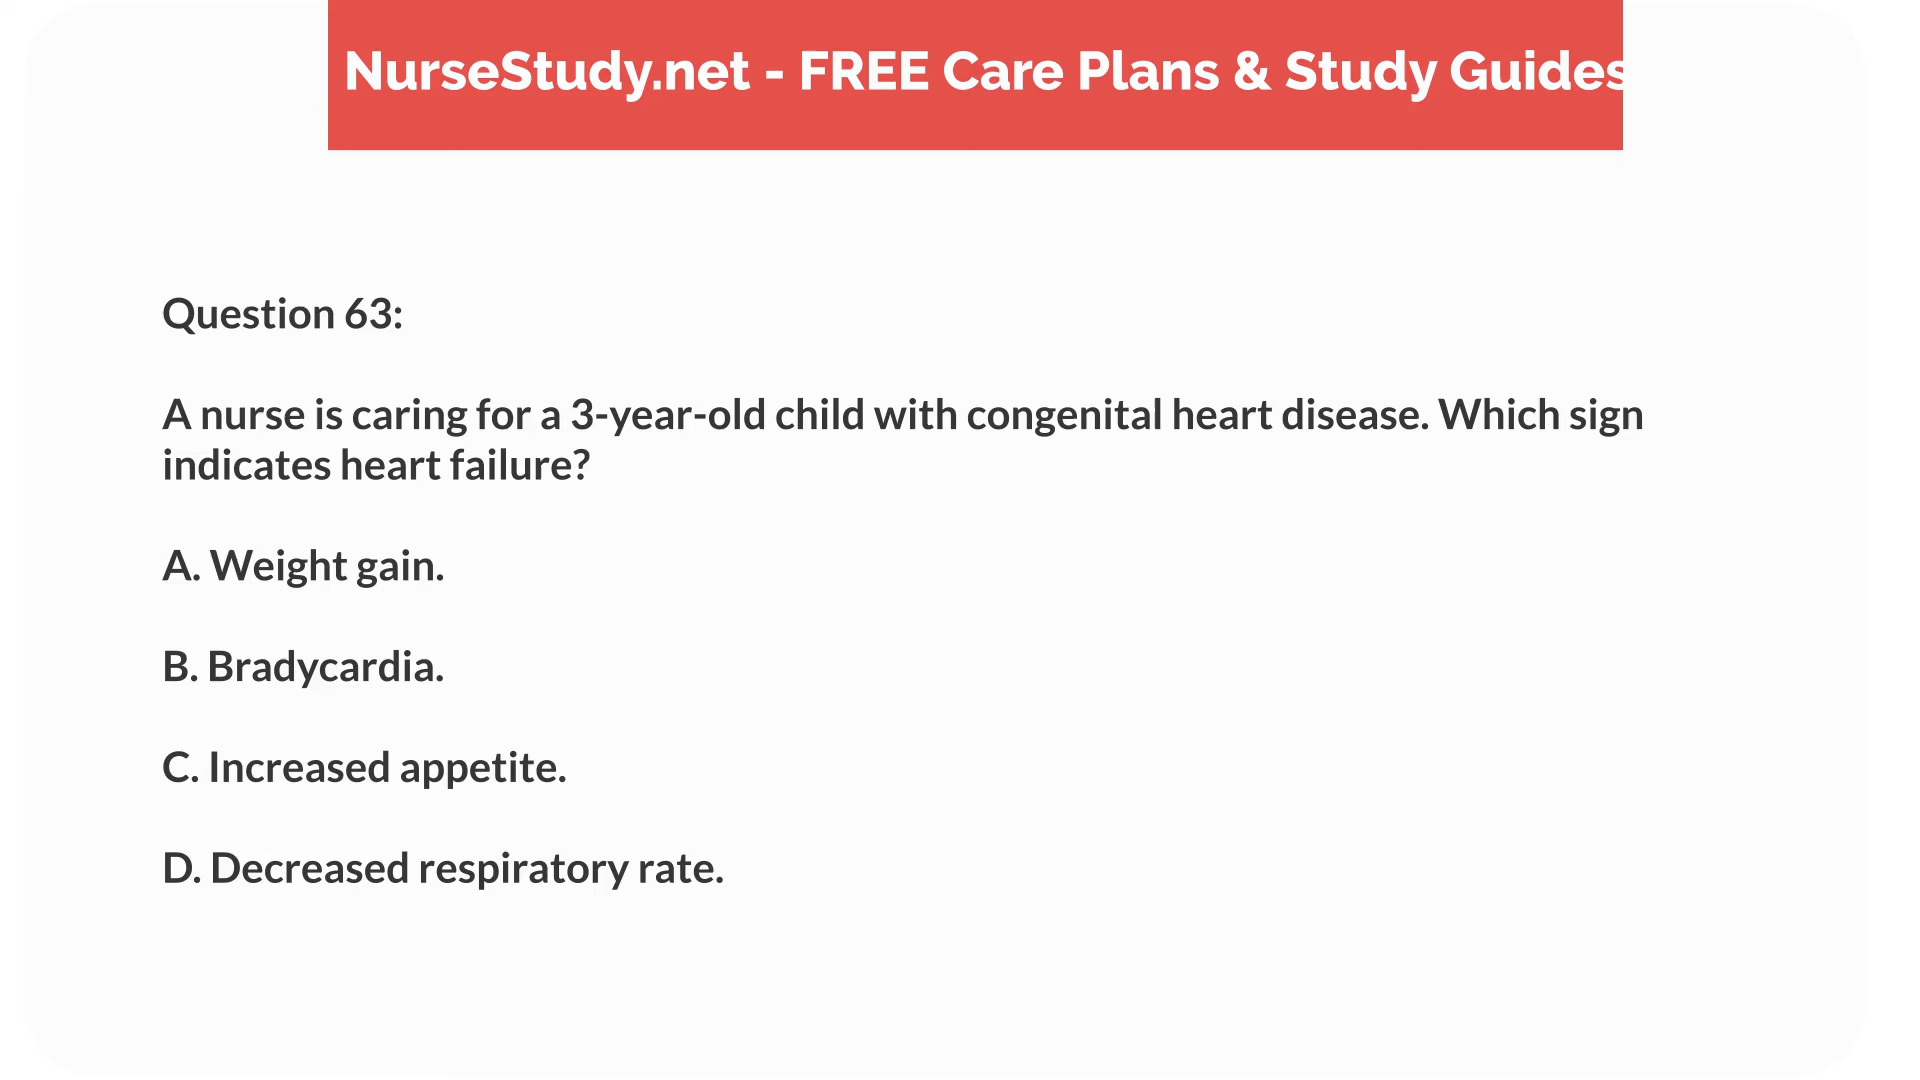 NurseStudy.net - FREE Care Plans & Study Guides
Question 63:
A nurse is caring for a 3-year-old child with congenital heart disease. Which sign
indicates heart failure?
A. Weight gain.
B. Bradycardia.
C. Increased appetite.
D. Decreased respiratory rate.